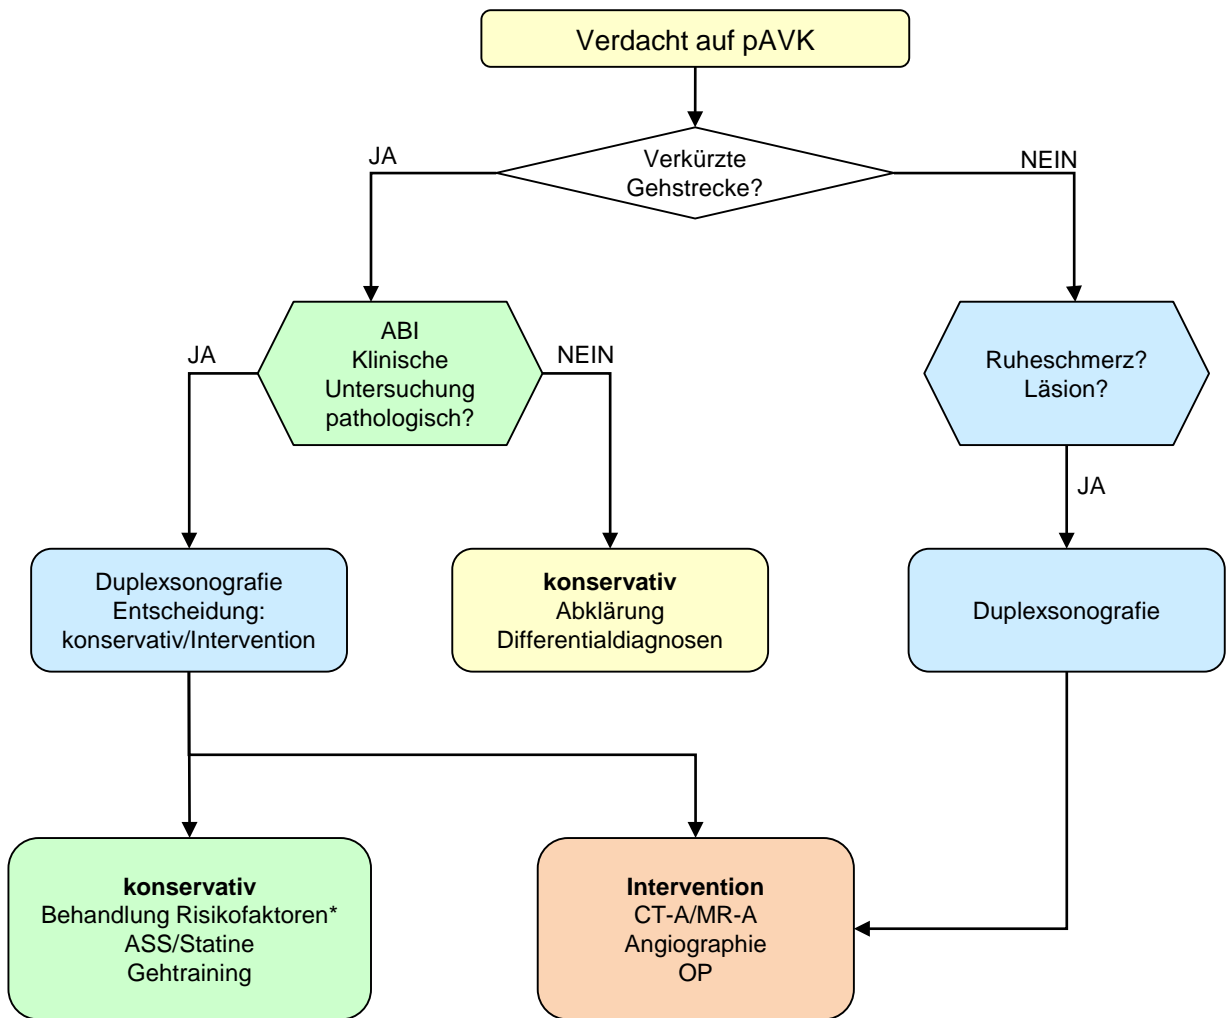 Verdacht auf pAVK
JA
Verkürzte
Gehstrecke?
NEIN
JA
ABI
Klinische
Untersuchung
pathologisch?
NEIN
Ruheschmerz?
Läsion?
JA
Duplexsonografie
Entscheidung:
konservativ/Intervention
konservativ
Abklärung
Differentialdiagnosen
Duplexsonografie
konservativ
Behandlung Risikofaktoren*
ASS/Statine
Gehtraining
Intervention
CT-A/MR-A
Angiographie
OP